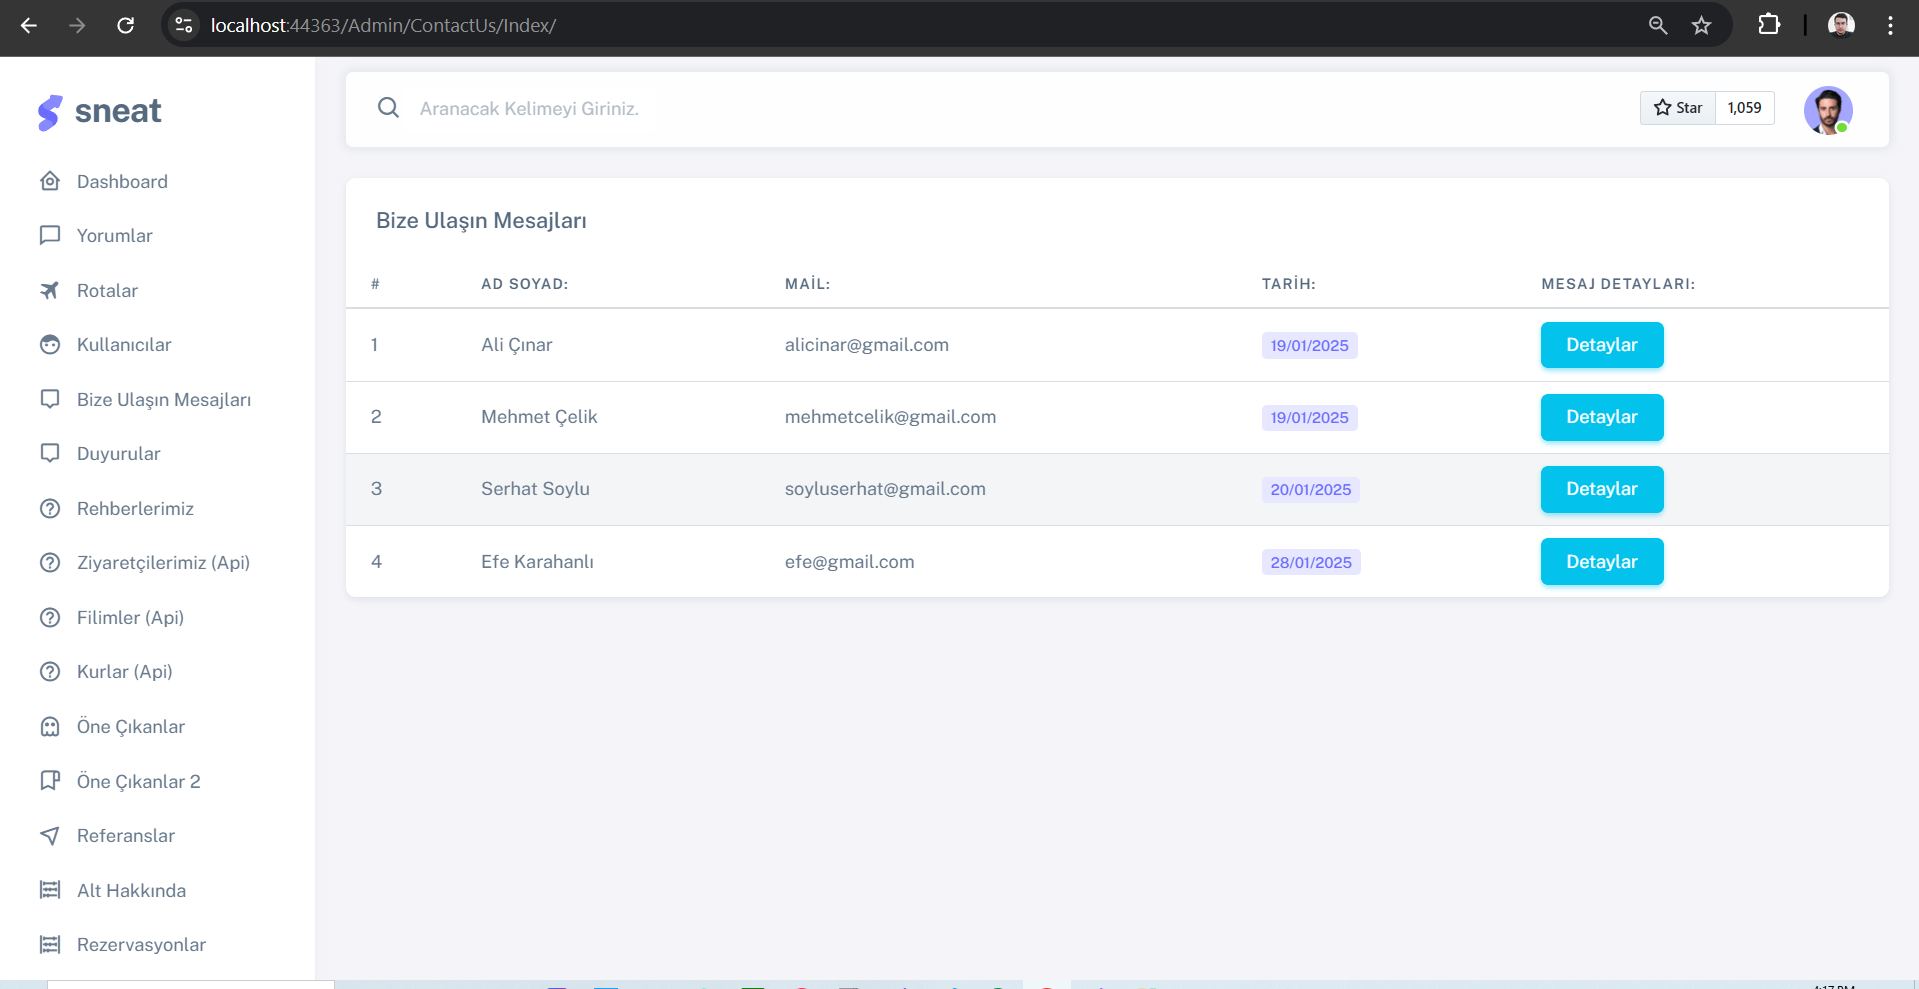 localhost:44363/Admin/ContactUs/Index/
sneat
Dashboard
Yorumlar
Rotalar
Kullanıcılar
Bize Ulaşın Mesajları
Duyurular
Rehberlerimiz
Ziyaretçilerimiz (Api)
Filimler (Api)
Kurlar (Api)
Öne Çıkanlar
Öne Çıkanlar 2
Referanslar
Alt Hakkında
Rezervasyonlar
Aranacak Kelimeyi Giriniz.
Star 1,059
Bize Ulaşın Mesajları
# AD SOYAD: MAİL: TARİH: MESAJ DETAYLARI:
1 Ali Çınar alicinar@gmail.com 19/01/2025 Detaylar
2 Mehmet Çelik mehmetcelik@gmail.com 19/01/2025 Detaylar
3 Serhat Soylu soyluserhat@gmail.com 20/01/2025 Detaylar
4 Efe Karahanlı efe@gmail.com 28/01/2025 Detaylar